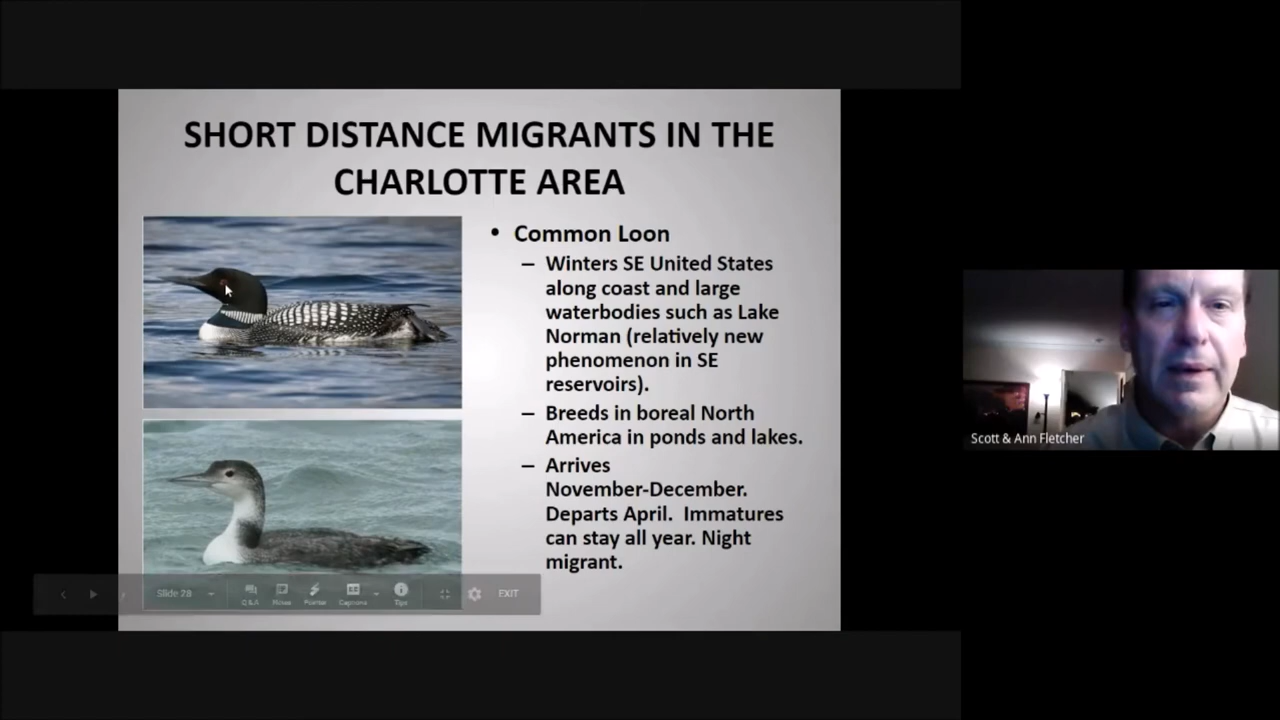 SHORT DISTANCE MIGRANTS IN THE
CHARLOTTE AREA
• Common Loon
– Winters SE United States
along coast and large
waterbodies such as Lake
Norman (relatively new
phenomenon in SE
reservoirs).
– Breeds in boreal North
America in ponds and lakes.
– Arrives
November-December.
Departs April.  Immatures
can stay all year. Night
migrant.
Slide 28
Q&A
Notes
Pointer
Captions
Tips
EXIT
Scott & Ann Fletcher